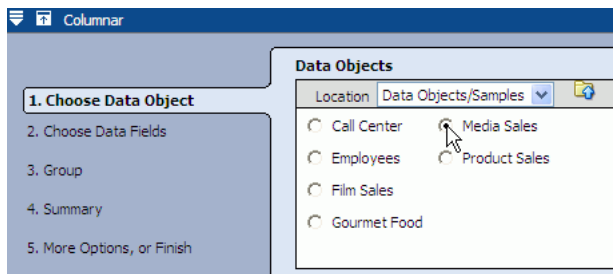 Columnar
Data Objects
1. Choose Data Object
Location Data Objects/Samples
2. Choose Data Fields
Call Center Media Sales
3. Group
Employees Product Sales
Film Sales
4. Summary
Gourmet Food
5. More Options, or Finish